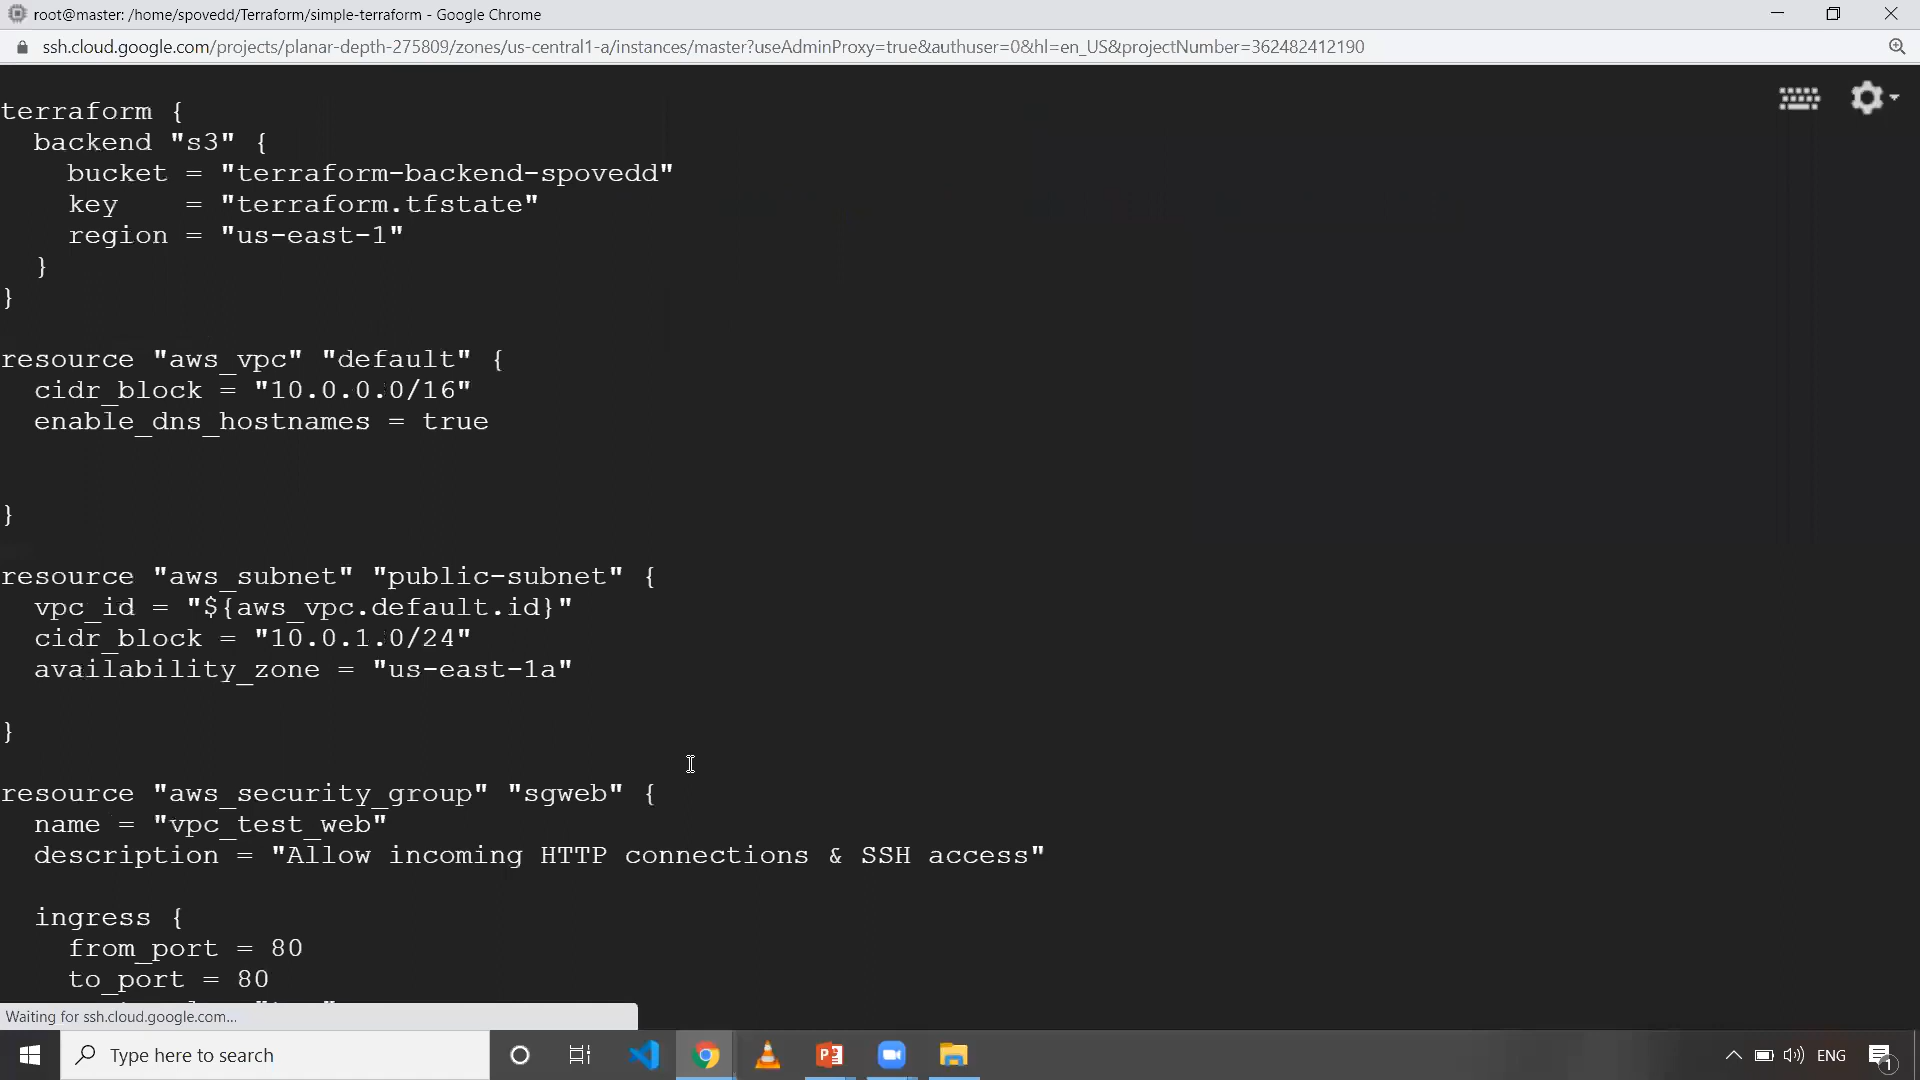 root@master: /home/spovedd/Terraform/simple-terraform - Google Chrome
ssh.cloud.google.com/projects/planar-depth-275809/zones/us-central1-a/instances/master?useAdminProxy=true&authuser=0&hl=en_US&projectNumber=362482412190
terraform {
  backend "s3" {
    bucket = "terraform-backend-spovedd"
    key    = "terraform.tfstate"
    region = "us-east-1"
  }
}
resource "aws_vpc" "default" {
  cidr_block = "10.0.0.0/16"
  enable_dns_hostnames = true
}
resource "aws_subnet" "public-subnet" {
  vpc_id = "${aws_vpc.default.id}"
  cidr_block = "10.0.1.0/24"
  availability_zone = "us-east-1a"
}
resource "aws_security_group" "sgweb" {
  name = "vpc_test_web"
  description = "Allow incoming HTTP connections & SSH access"
  ingress {
    from_port = 80
    to_port = 80
Waiting for ssh.cloud.google.com...
Type here to search
ENG
1